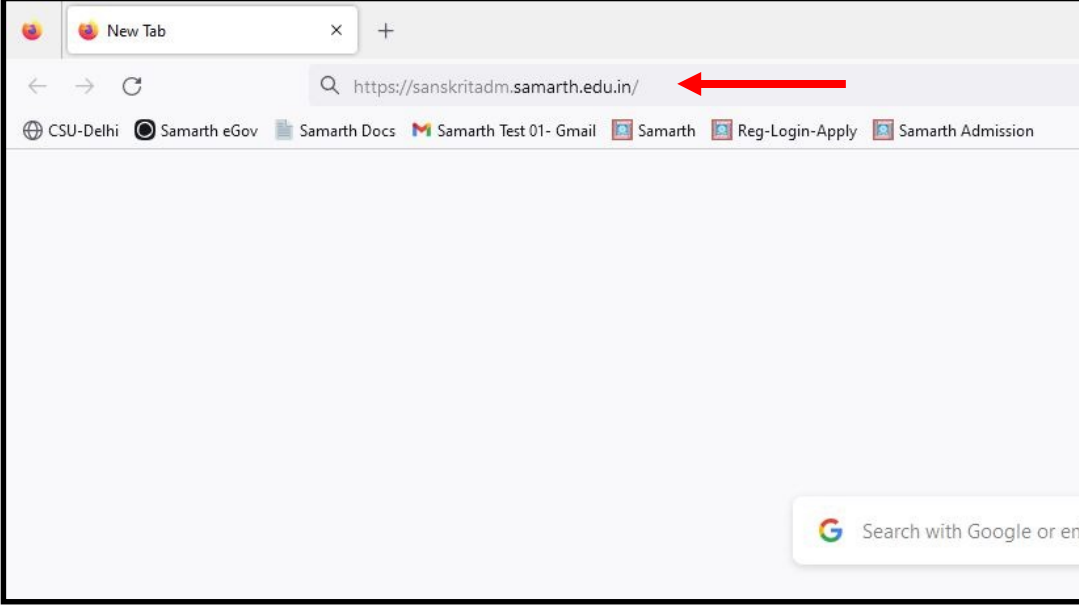 New Tab
https://sanskritadm.samarth.edu.in/
CSU-Delhi Samarth eGov Samarth Docs Samarth Test 01- Gmail Samarth Reg-Login-Apply Samarth Admission
Search with Google or en